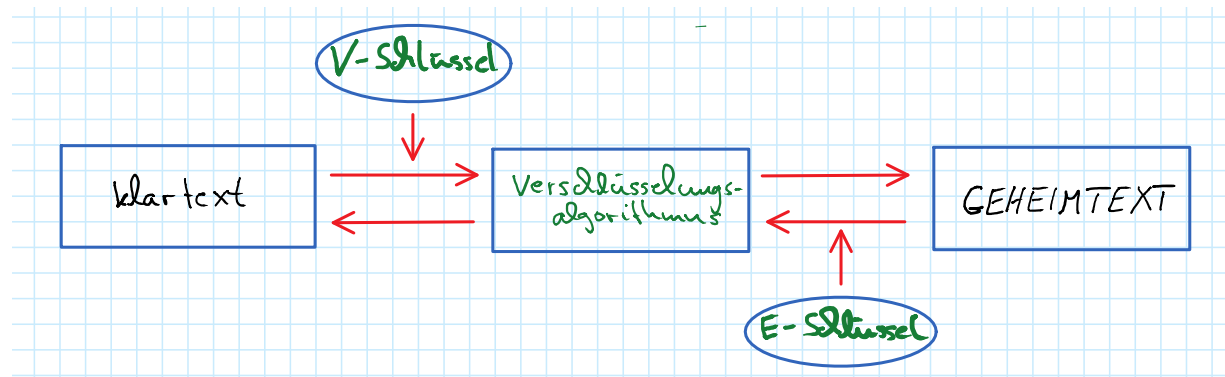 V-Schlüssel
klartext
Verschlüsselungs-
algorithmus
GEHEIMTEXT
E-Schlüssel